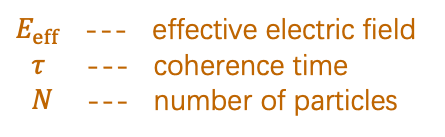 E_eff --- effective electric field
τ --- coherence time
N --- number of particles